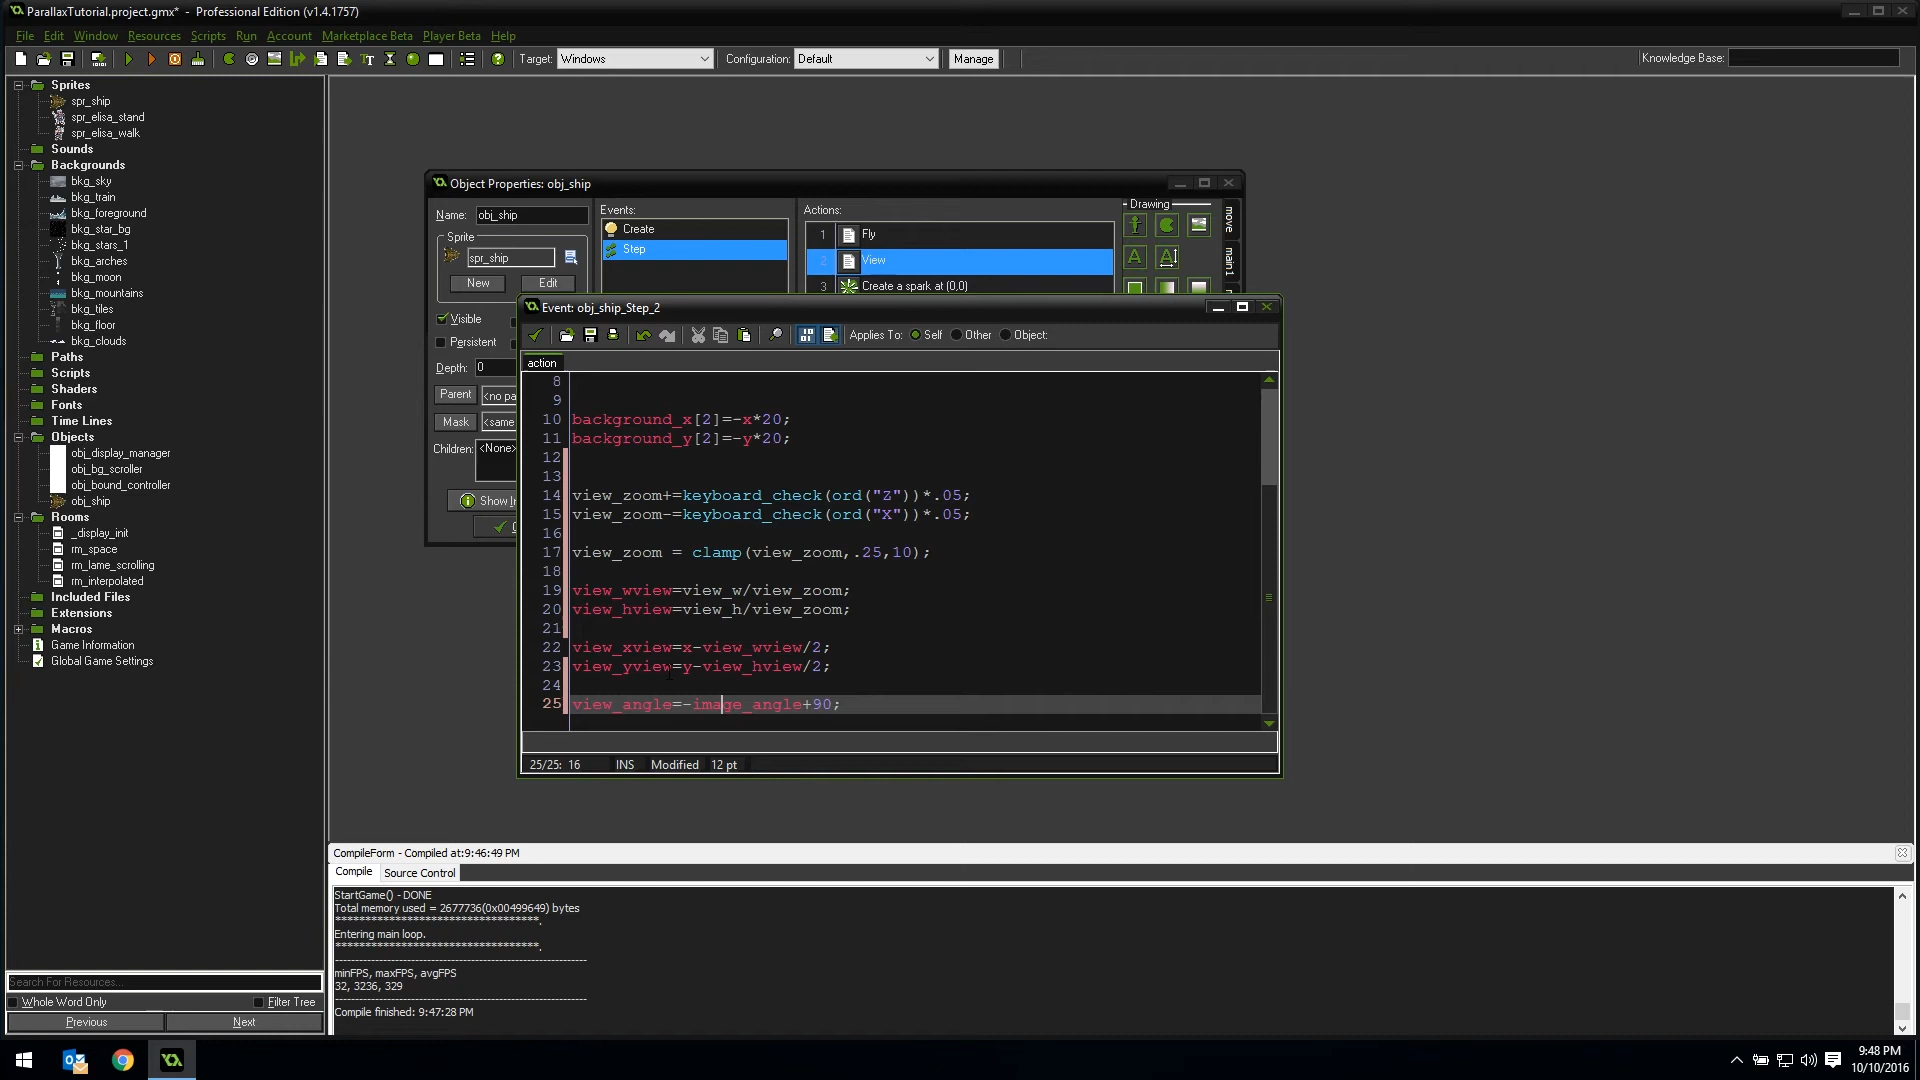 ParallaxTutorial.project.gmx* - Professional Edition (v1.4.1757)
File Edit Window Resources Scripts Run Account Marketplace Beta Player Beta Help
Target: Windows Configuration: Default Manage Knowledge Base:
Sprites
spr_ship
spr_elisa_stand
spr_elisa_walk
Sounds
Backgrounds
bkg_sky
bkg_train
bkg_foreground
bkg_star_bg
bkg_stars_1
bkg_arches
bkg_moon
bkg_mountains
bkg_tiles
bkg_floor
bkg_clouds
Paths
Scripts
Shaders
Fonts
Time Lines
Objects
obj_display_manager
obj_bg_scroller
obj_bound_controller
obj_ship
Rooms
_display_init
rm_space
rm_lame_scrolling
rm_interpolated
Included Files
Extensions
Macros
Game Information
Global Game Settings
Search For Resources...
Whole Word Only Filter Tree
Previous Next
Object Properties: obj_ship
Name: obj_ship
Sprite
spr_ship
New Edit
Visible
Persistent
Depth: 0
Parent <no pa
Mask <same
Children: <None>
Show In
Events:
Create
Step
Actions:
1 Fly
2 View
3 Create a spark at (0,0)
Drawing
move
main1
Event: obj_ship_Step_2
Applies To: Self Other Object:
action
8
9
10 background_x[2]=-x*20;
11 background_y[2]=-y*20;
12
13
14 view_zoom+=keyboard_check(ord("Z"))*.05;
15 view_zoom-=keyboard_check(ord("X"))*.05;
16
17 view_zoom = clamp(view_zoom,.25,10);
18
19 view_wview=view_w/view_zoom;
20 view_hview=view_h/view_zoom;
21
22 view_xview=x-view_wview/2;
23 view_yview=y-view_hview/2;
24
25 view_angle=-image_angle+90;
25/25: 16 INS Modified 12 pt
CompileForm - Compiled at:9:46:49 PM
Compile Source Control
StartGame() - DONE
Total memory used = 2677736(0x00499649) bytes
**********************************.
Entering main loop.
**********************************.
minFPS, maxFPS, avgFPS
32, 3236, 329
Compile finished: 9:47:28 PM
9:48 PM
10/10/2016